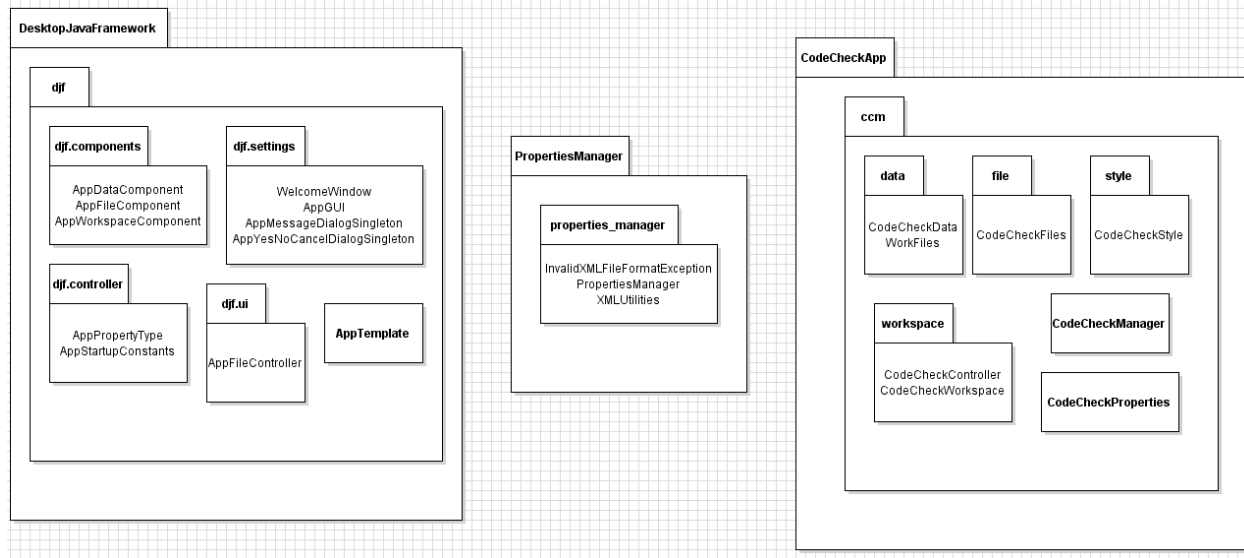 DesktopJavaFramework
djf
djf.components
AppDataComponent
AppFileComponent
AppWorkspaceComponent
djf.settings
WelcomeWindow
AppGUI
AppMessageDialogSingleton
AppYesNoCancelDialogSingleton
djf.controller
AppPropertyType
AppStartupConstants
djf.ui
AppFileController
AppTemplate
PropertiesManager
properties_manager
InvalidXMLFileFormatException
PropertiesManager
XMLUtilities
CodeCheckApp
ccm
data
CodeCheckData
WorkFiles
file
CodeCheckFiles
style
CodeCheckStyle
workspace
CodeCheckController
CodeCheckWorkspace
CodeCheckManager
CodeCheckProperties